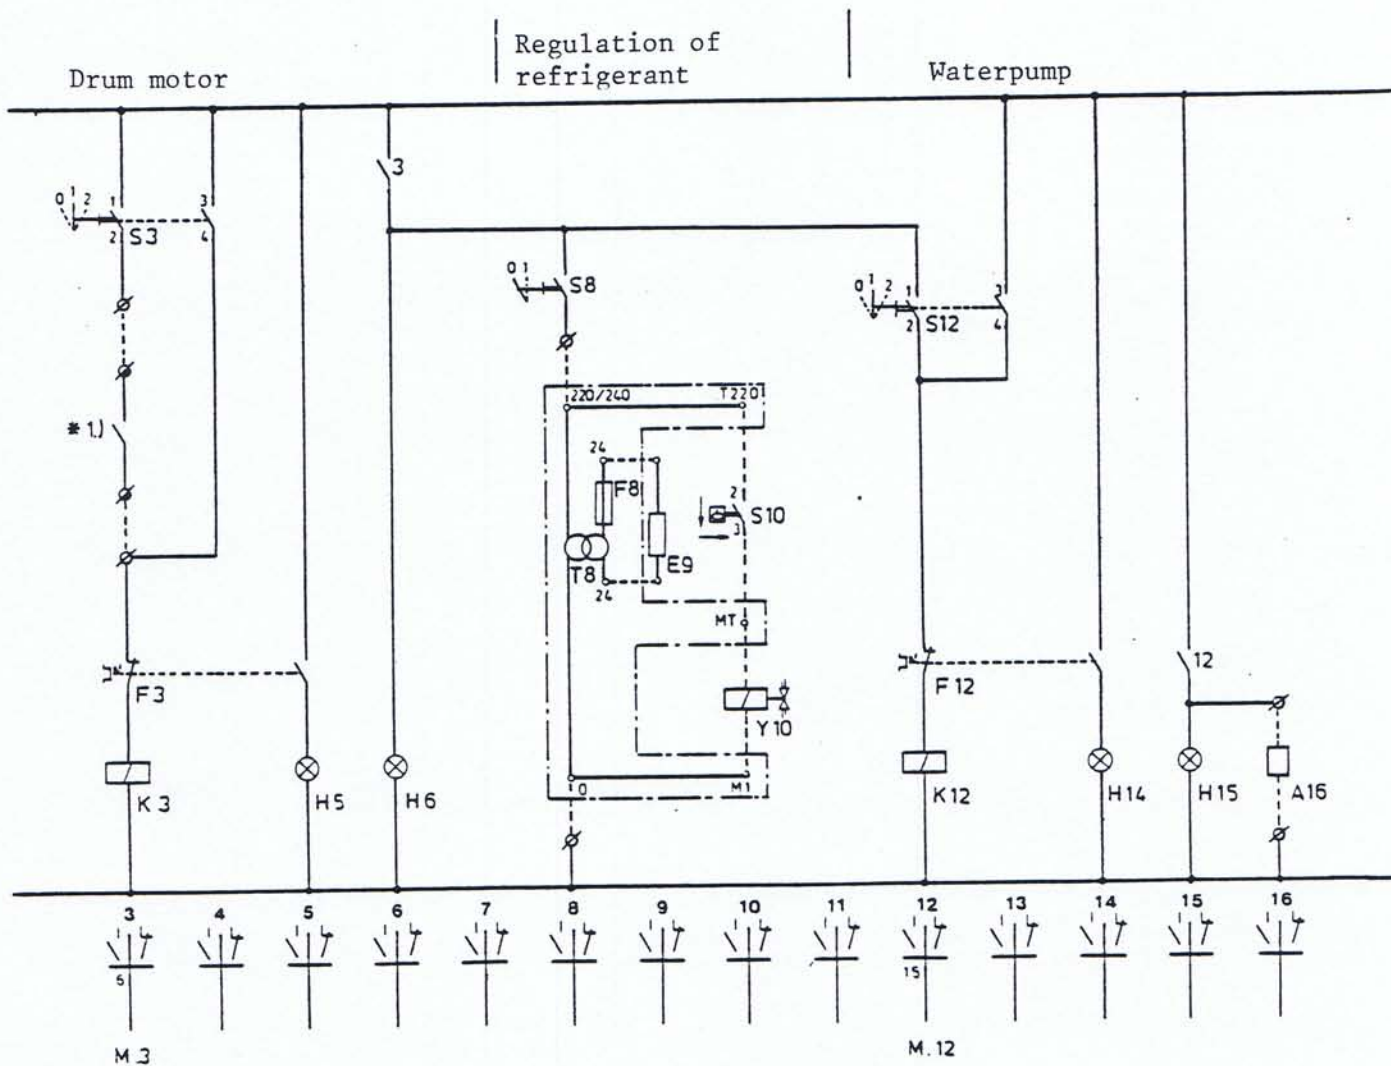 Regulation of
refrigerant
Drum motor
Waterpump
3
0 1 2
1
2
S3
3
4
0 1
S8
0 1 2
1
2
S12
3
4
220/240
T220
* 1.)
24
F8
2
S10
3
T8
E9
24
MT
F3
F12
12
Y10
K3
H5
H6
0
M1
K12
H14
H15
A16
3 4 5 6 7 8 9 10 11 12 13 14 15 16
5
15
M.3
M.12